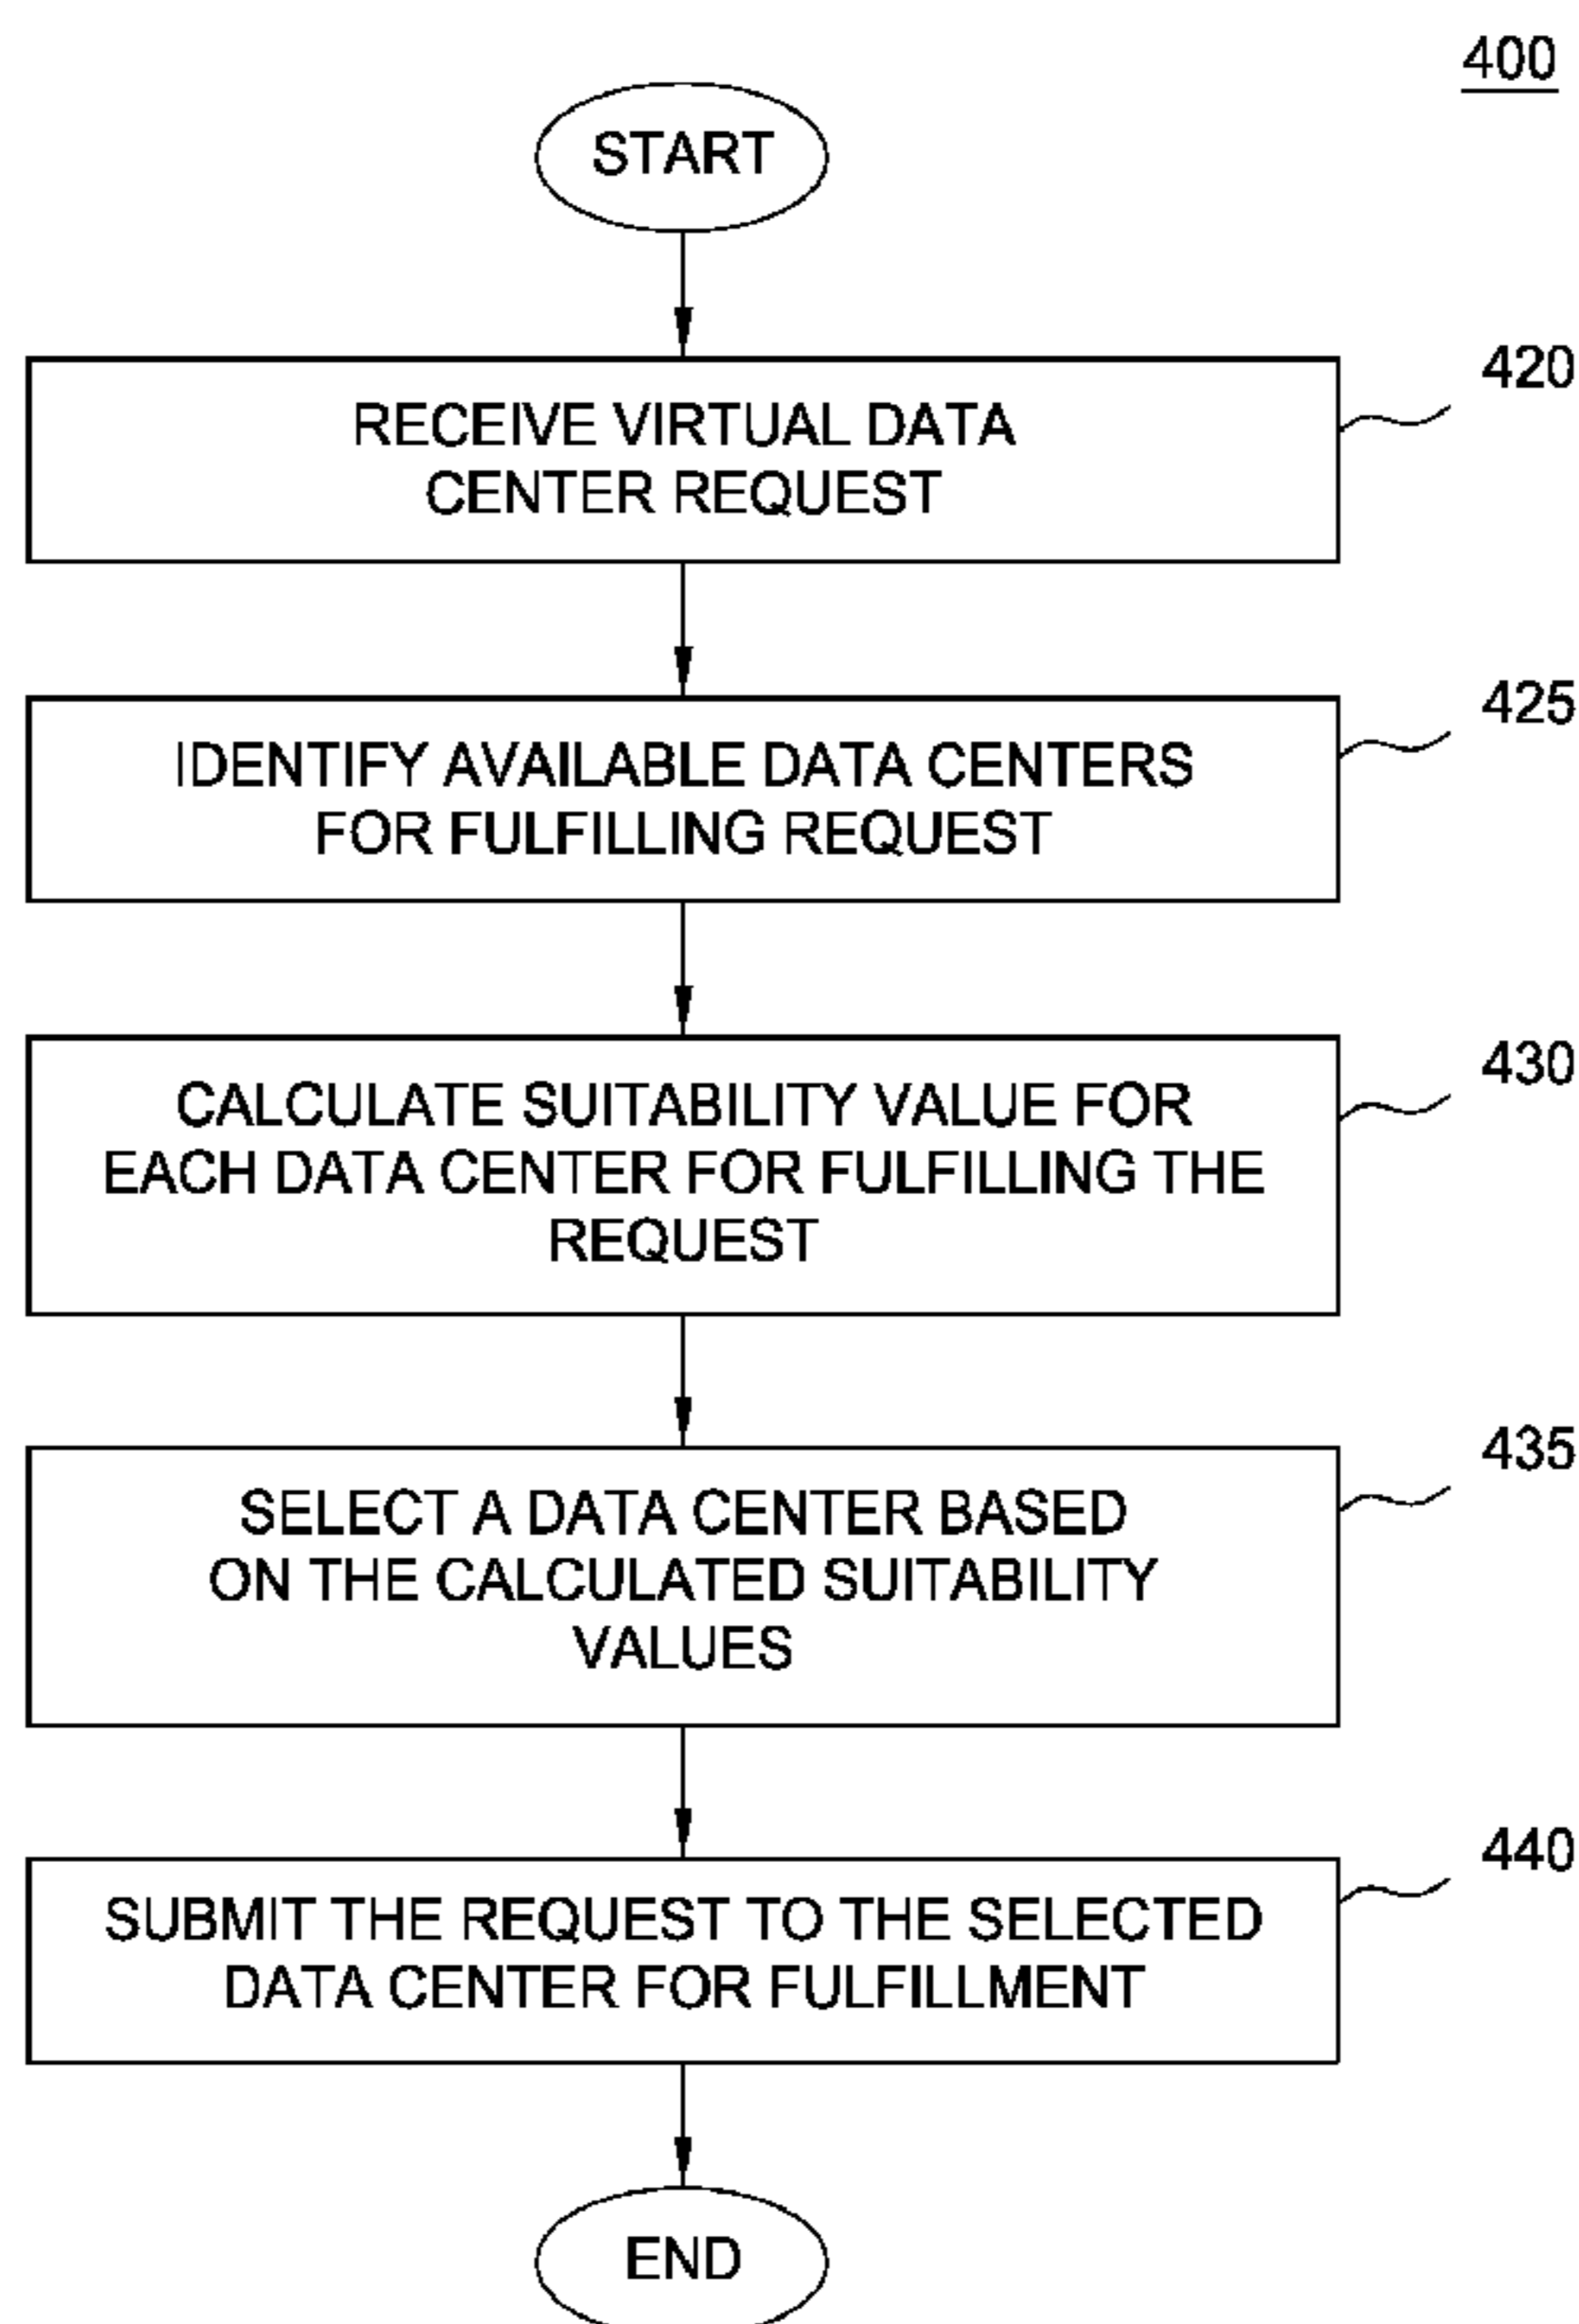 400
START
RECEIVE VIRTUAL DATA
CENTER REQUEST
420
IDENTIFY AVAILABLE DATA CENTERS
FOR FULFILLING REQUEST
425
CALCULATE SUITABILITY VALUE FOR
EACH DATA CENTER FOR FULFILLING THE
REQUEST
430
SELECT A DATA CENTER BASED
ON THE CALCULATED SUITABILITY
VALUES
435
SUBMIT THE REQUEST TO THE SELECTED
DATA CENTER FOR FULFILLMENT
440
END